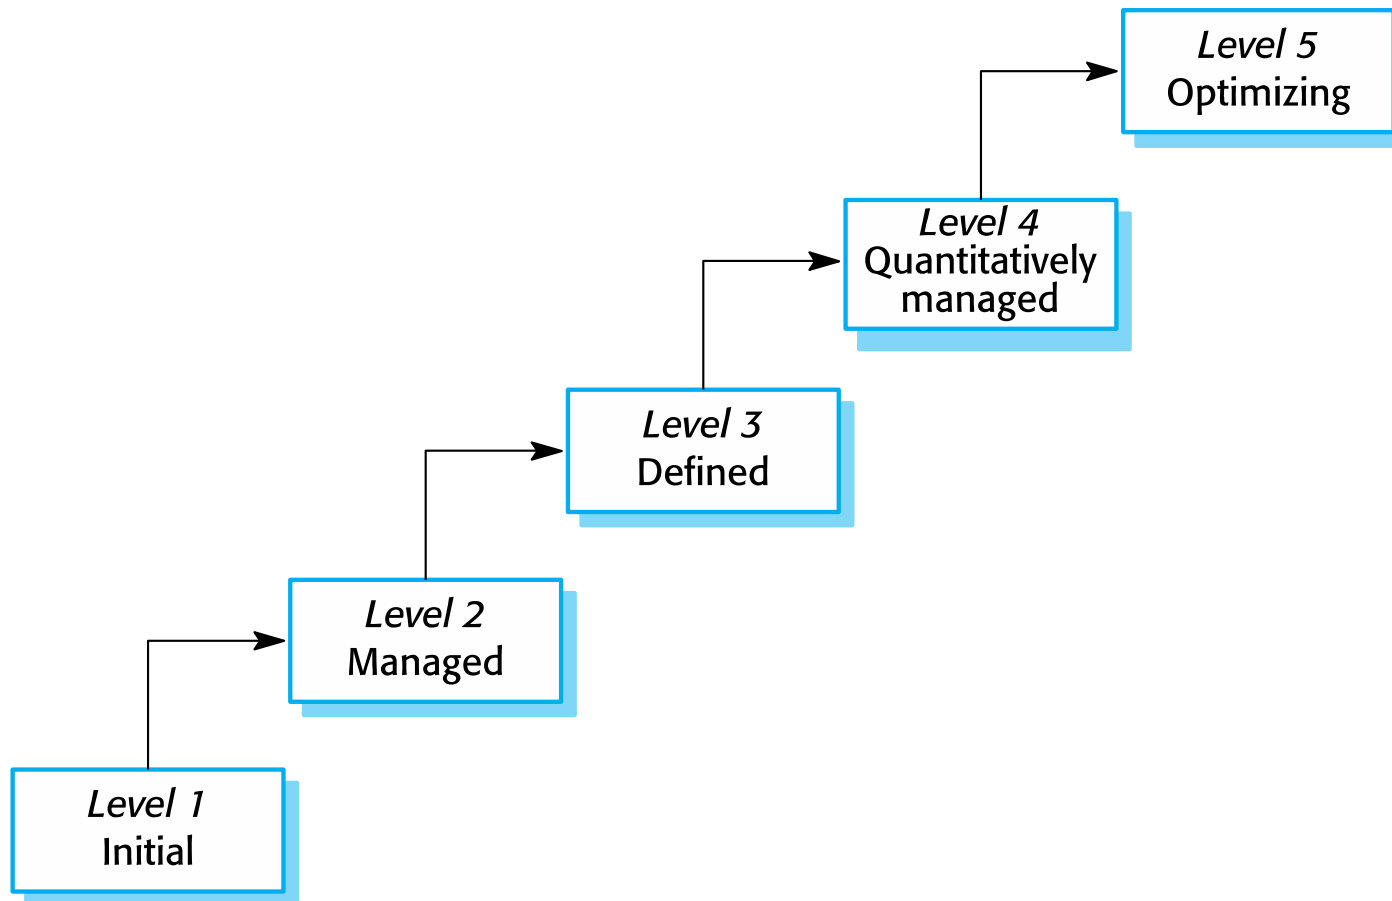 Level 5
Optimizing
Level 4
Quantitatively
managed
Level 3
Defined
Level 2
Managed
Level 1
Initial